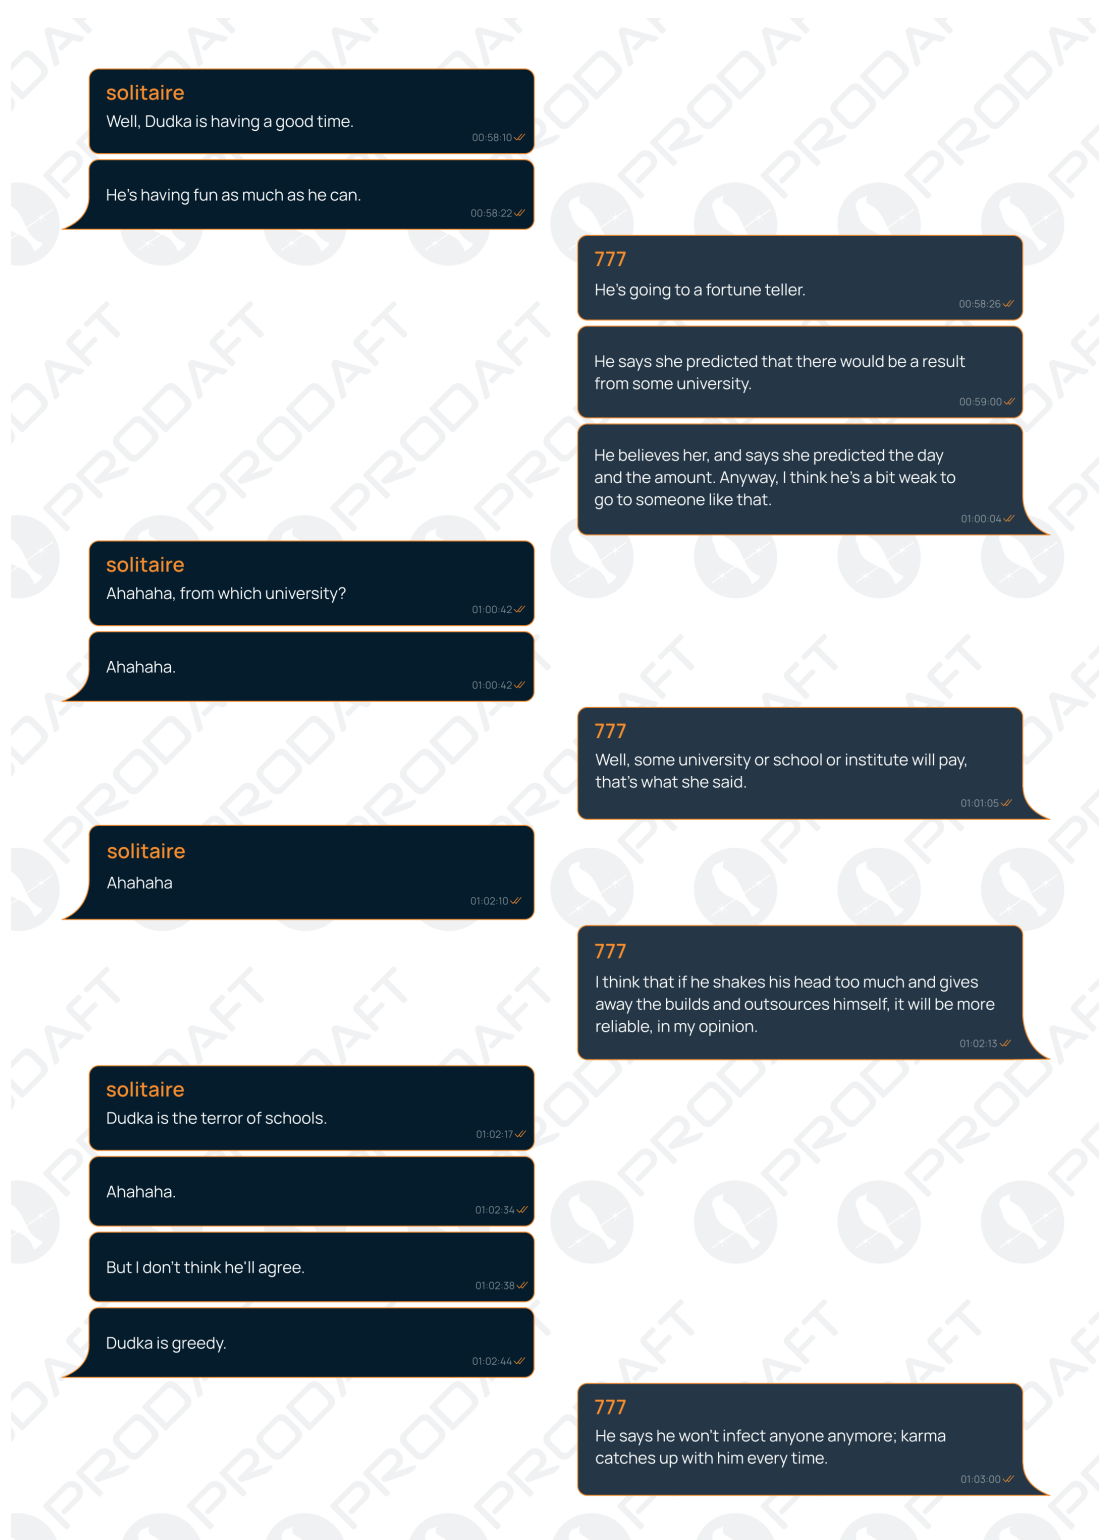 solitaire
Well, Dudka is having a good time.
00:58:10
He's having fun as much as he can.
00:58:22
777
He's going to a fortune teller.
00:58:26
He says she predicted that there would be a result
from some university.
00:59:00
He believes her, and says she predicted the day
and the amount. Anyway, I think he's a bit weak to
go to someone like that.
01:00:04
solitaire
Ahahaha, from which university?
01:00:42
Ahahaha.
01:00:42
777
Well, some university or school or institute will pay,
that's what she said.
01:01:05
solitaire
Ahahaha
01:02:10
777
I think that if he shakes his head too much and gives
away the builds and outsources himself, it will be more
reliable, in my opinion.
01:02:13
solitaire
Dudka is the terror of schools.
01:02:17
Ahahaha.
01:02:34
But I don't think he'll agree.
01:02:38
Dudka is greedy.
01:02:44
777
He says he won't infect anyone anymore; karma
catches up with him every time.
01:03:00
PRODAFT